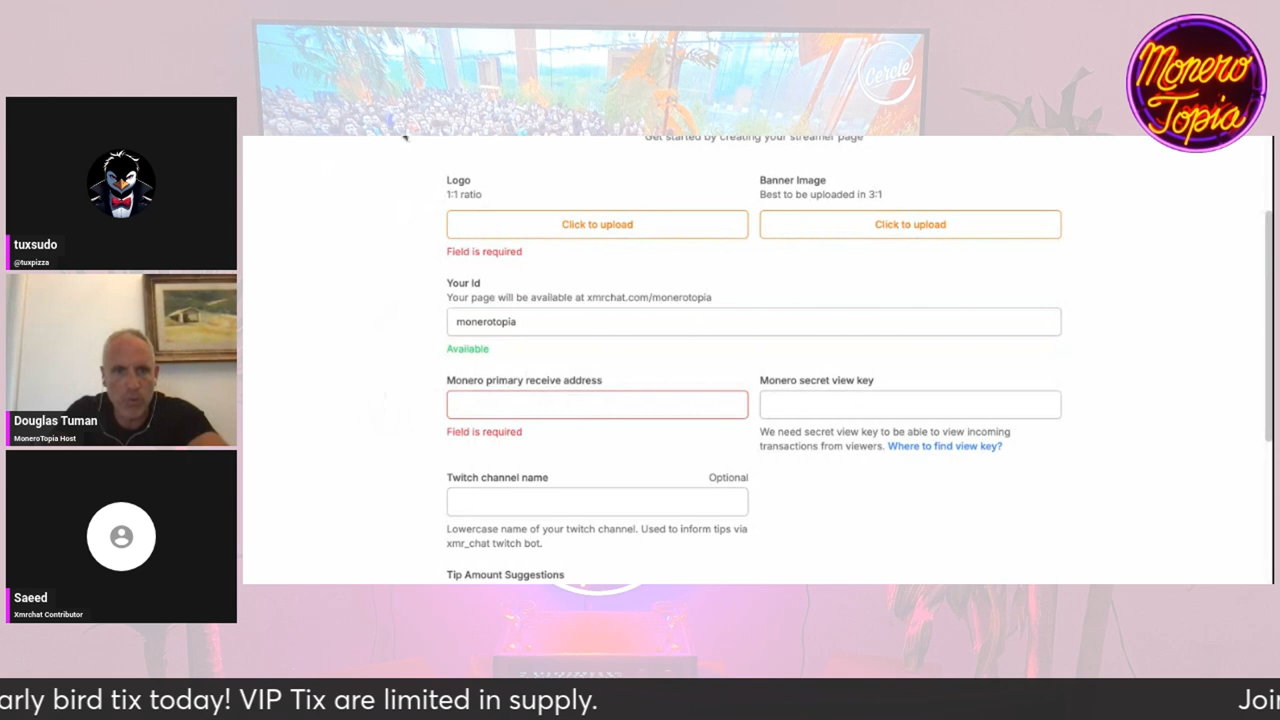 Cercle
Monero
Topia
tuxsudo
@tuxpizza
Douglas Tuman
MoneroTopia Host
Saeed
Xmrchat Contributor
Get started by creating your streamer page
Logo
1:1 ratio
Click to upload
Field is required
Banner Image
Best to be uploaded in 3:1
Click to upload
Your Id
Your page will be available at xmrchat.com/monerotopia
monerotopia
Available
Monero primary receive address
Field is required
Monero secret view key
We need secret view key to be able to view incoming
transactions from viewers. Where to find view key?
Twitch channel name Optional
Lowercase name of your twitch channel. Used to inform tips via
xmr_chat twitch bot.
Tip Amount Suggestions
arly bird tix today! VIP Tix are limited in supply. Joi